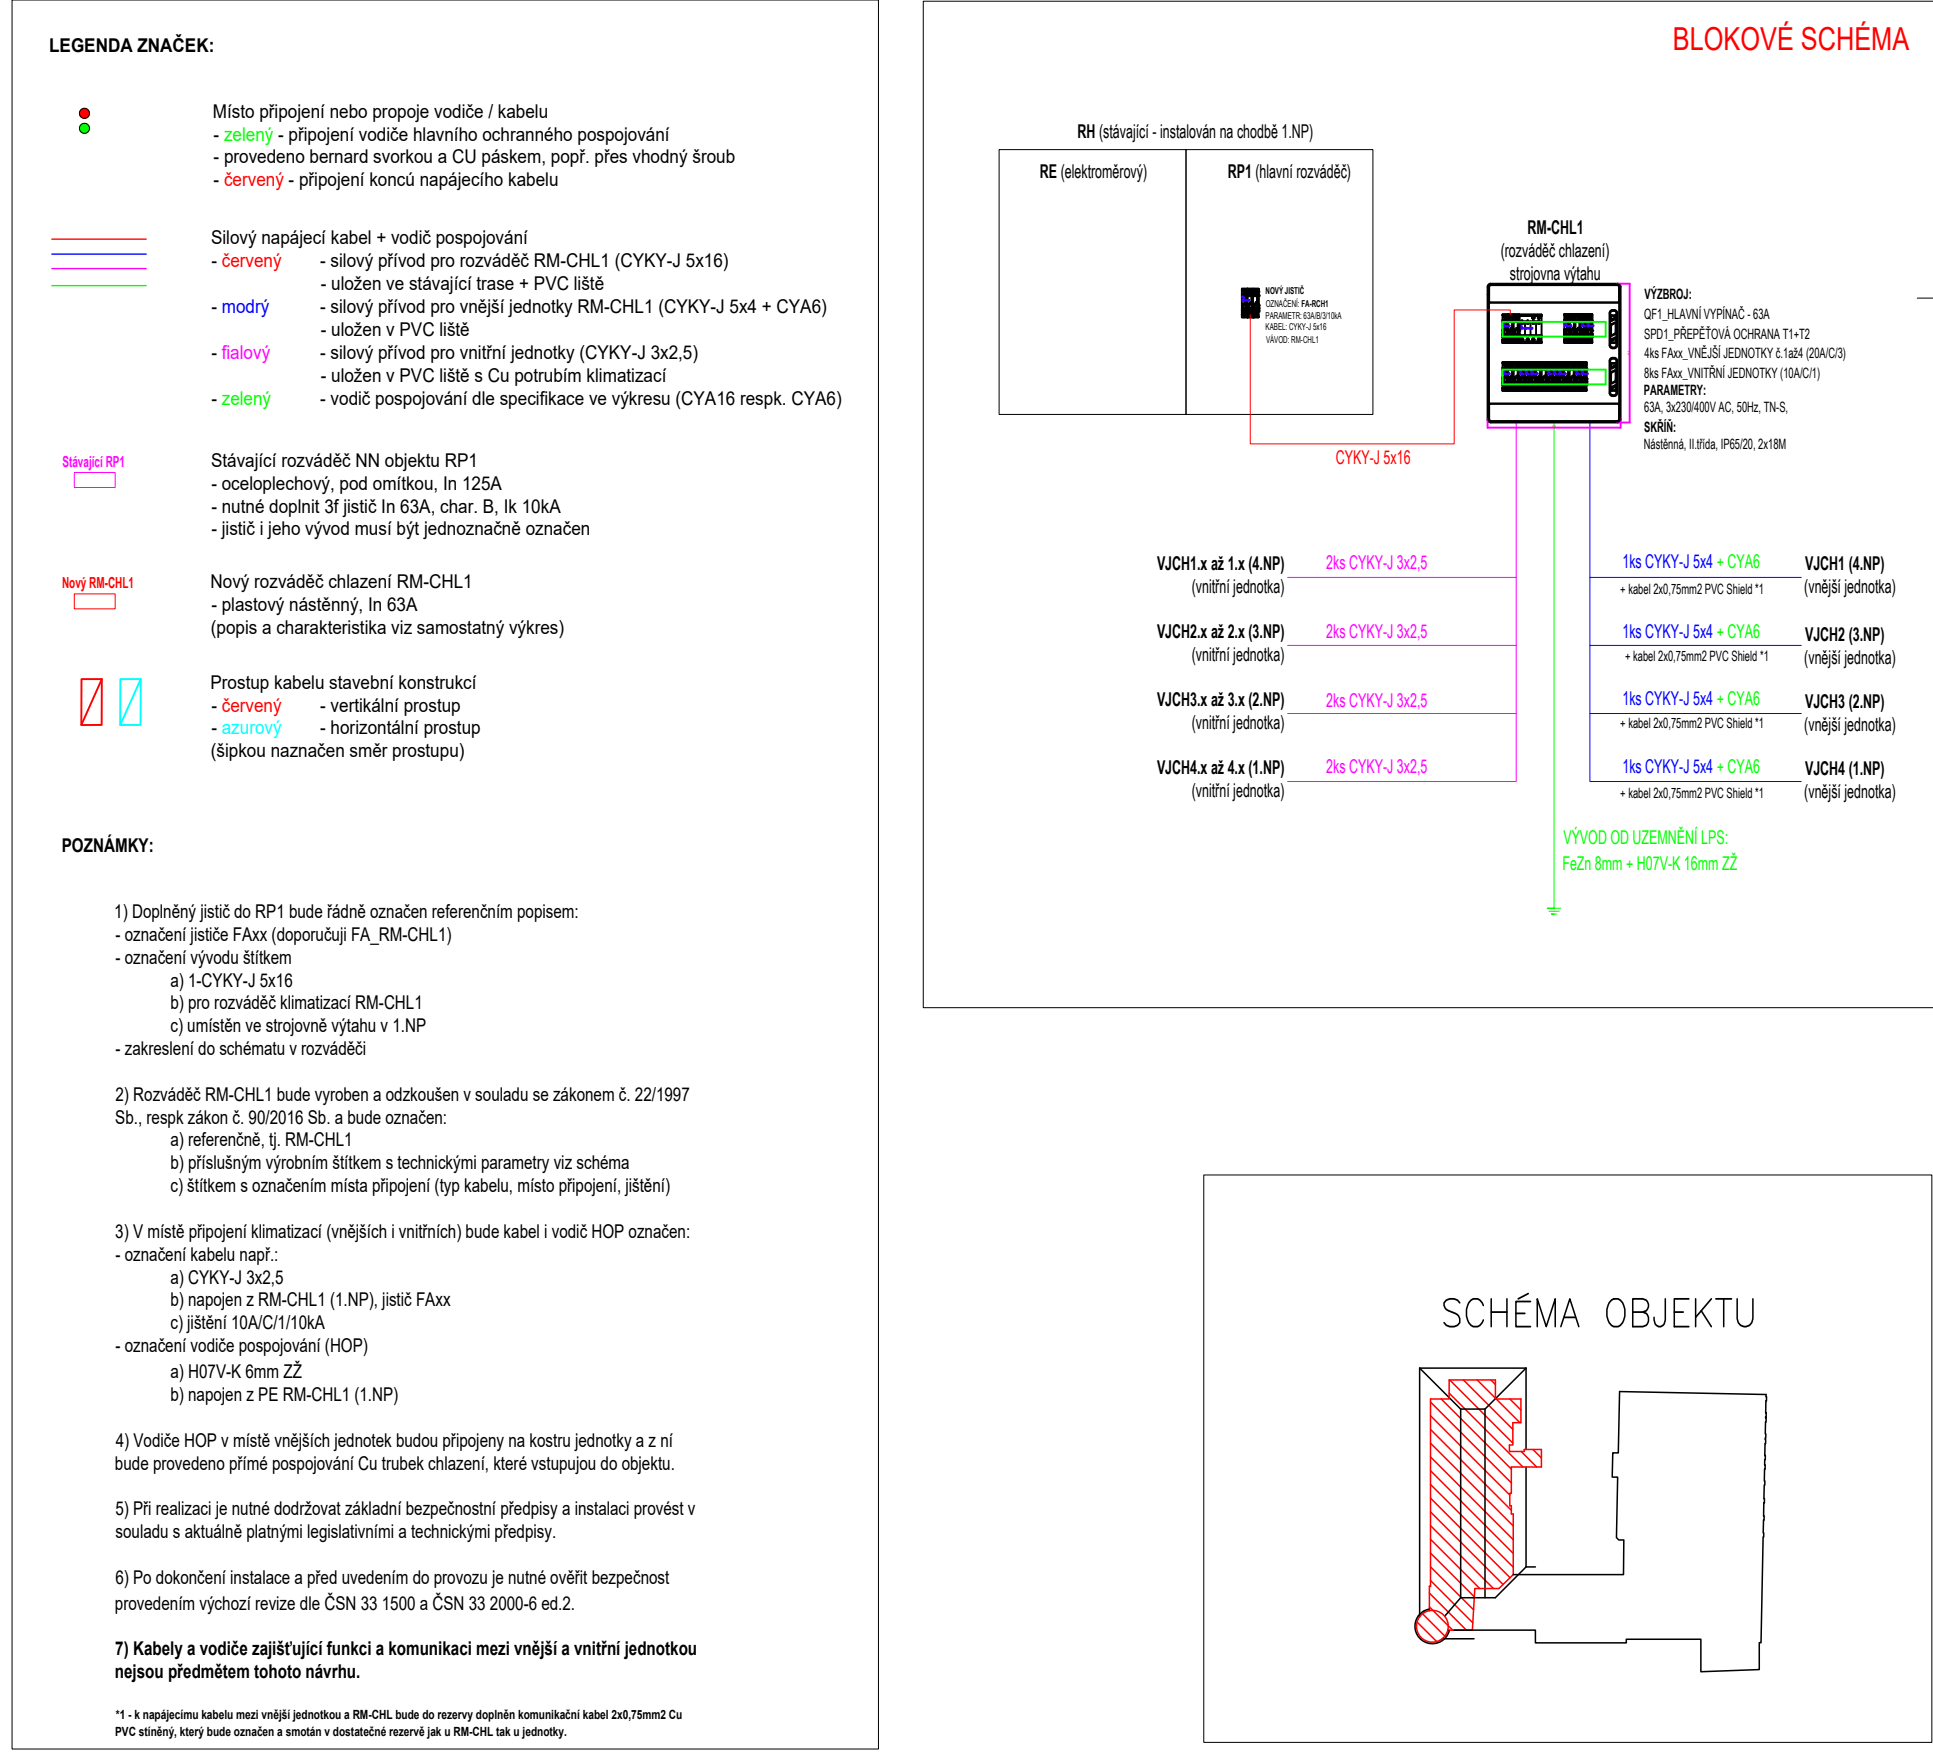 LEGENDA ZNAČEK:
Místo připojení nebo propoje vodiče / kabelu
- zelený - připojení vodiče hlavního ochranného pospojování
- provedeno bernard svorkou a CU páskem, popř. přes vhodný šroub
- červený - připojení koncú napájecího kabelu
Silový napájecí kabel + vodič pospojování
- červený - silový přívod pro rozváděč RM-CHL1 (CYKY-J 5x16)
- uložen ve stávající trase + PVC liště
- modrý - silový přívod pro vnější jednotky RM-CHL1 (CYKY-J 5x4 + CYA6)
- uložen v PVC liště
- fialový - silový přívod pro vnitřní jednotky (CYKY-J 3x2,5)
- uložen v PVC liště s Cu potrubím klimatizací
- zelený - vodič pospojování dle specifikace ve výkresu (CYA16 respk. CYA6)
Stávající RP1
Stávající rozváděč NN objektu RP1
- oceloplechový, pod omítkou, In 125A
- nutné doplnit 3f jistič In 63A, char. B, Ik 10kA
- jistič i jeho vývod musí být jednoznačně označen
Nový RM-CHL1
Nový rozváděč chlazení RM-CHL1
- plastový nástěnný, In 63A
(popis a charakteristika viz samostatný výkres)
Prostup kabelu stavební konstrukcí
- červený - vertikální prostup
- azurový - horizontální prostup
(šipkou naznačen směr prostupu)
POZNÁMKY:
1) Doplněný jistič do RP1 bude řádně označen referenčním popisem:
- označení jističe FAxx (doporučuji FA_RM-CHL1)
- označení vývodu štítkem
a) 1-CYKY-J 5x16
b) pro rozváděč klimatizací RM-CHL1
c) umístěn ve strojovně výtahu v 1.NP
- zakreslení do schématu v rozváděči
2) Rozváděč RM-CHL1 bude vyroben a odzkoušen v souladu se zákonem č. 22/1997
Sb., respk zákon č. 90/2016 Sb. a bude označen:
a) referenčně, tj. RM-CHL1
b) příslušným výrobním štítkem s technickými parametry viz schéma
c) štítkem s označením místa připojení (typ kabelu, místo připojení, jištění)
3) V místě připojení klimatizací (vnějších i vnitřních) bude kabel i vodič HOP označen:
- označení kabelu např.:
a) CYKY-J 3x2,5
b) napojen z RM-CHL1 (1.NP), jistič FAxx
c) jištění 10A/C/1/10kA
- označení vodiče pospojování (HOP)
a) H07V-K 6mm ZŽ
b) napojen z PE RM-CHL1 (1.NP)
4) Vodiče HOP v místě vnějších jednotek budou připojeny na kostru jednotky a z ní
bude provedeno přímé pospojování Cu trubek chlazení, které vstupujou do objektu.
5) Při realizaci je nutné dodržovat základní bezpečnostní předpisy a instalaci provést v
souladu s aktuálně platnými legislativními a technickými předpisy.
6) Po dokončení instalace a před uvedením do provozu je nutné ověřit bezpečnost
provedením výchozí revize dle ČSN 33 1500 a ČSN 33 2000-6 ed.2.
7) Kabely a vodiče zajišťující funkci a komunikaci mezi vnější a vnitřní jednotkou
nejsou předmětem tohoto návrhu.
*1 - k napájecímu kabelu mezi vnější jednotkou a RM-CHL bude do rezervy doplněn komunikační kabel 2x0,75mm2 Cu
PVC stíněný, který bude označen a smotán v dostatečné rezervě jak u RM-CHL tak u jednotky.
BLOKOVÉ SCHÉMA
RH (stávající - instalován na chodbě 1.NP)
RE (elektroměrový)
RP1 (hlavní rozváděč)
NOVÝ JISTIČ
OZNAČENÍ: FA-RCH1
PARAMETR: 63A/B/3/10kA
KABEL: CYKY-J 5x16
VÁVOD: RM-CHL1
RM-CHL1
(rozváděč chlazení)
strojovna výtahu
VÝZBROJ:
QF1_HLAVNÍ VYPÍNAČ - 63A
SPD1_PŘEPĚŤOVÁ OCHRANA T1+T2
4ks FAxx_VNĚJŠÍ JEDNOTKY č.1až4 (20A/C/3)
8ks FAxx_VNITŘNÍ JEDNOTKY (10A/C/1)
PARAMETRY:
63A, 3x230/400V AC, 50Hz, TN-S,
SKŘÍŇ:
Nástěnná, II.třída, IP65/20, 2x18M
CYKY-J 5x16
VJCH1.x až 1.x (4.NP)
(vnitřní jednotka)
2ks CYKY-J 3x2,5
1ks CYKY-J 5x4 + CYA6
+ kabel 2x0,75mm2 PVC Shield *1
VJCH1 (4.NP)
(vnější jednotka)
VJCH2.x až 2.x (3.NP)
(vnitřní jednotka)
2ks CYKY-J 3x2,5
1ks CYKY-J 5x4 + CYA6
+ kabel 2x0,75mm2 PVC Shield *1
VJCH2 (3.NP)
(vnější jednotka)
VJCH3.x až 3.x (2.NP)
(vnitřní jednotka)
2ks CYKY-J 3x2,5
1ks CYKY-J 5x4 + CYA6
+ kabel 2x0,75mm2 PVC Shield *1
VJCH3 (2.NP)
(vnější jednotka)
VJCH4.x až 4.x (1.NP)
(vnitřní jednotka)
2ks CYKY-J 3x2,5
1ks CYKY-J 5x4 + CYA6
+ kabel 2x0,75mm2 PVC Shield *1
VJCH4 (1.NP)
(vnější jednotka)
VÝVOD OD UZEMNĚNÍ LPS:
FeZn 8mm + H07V-K 16mm ZŽ
SCHÉMA OBJEKTU